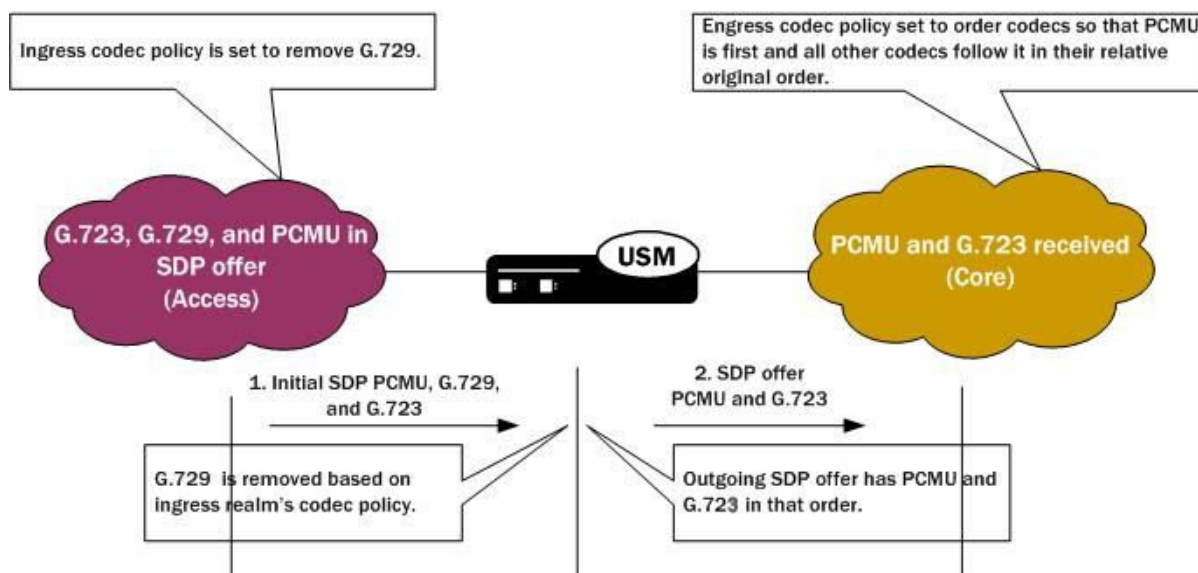 Ingress codec policy is set to remove G.729.
Engress codec policy set to order codecs so that PCMU
is first and all other codecs follow it in their relative
original order.
G.723, G.729, and PCMU in
SDP offer
(Access)
USM
PCMU and G.723 received
(Core)
1. Initial SDP PCMU, G.729,
and G.723
2. SDP offer
PCMU and G.723
G.729 is removed based on
ingress realm's codec policy.
Outgoing SDP offer has PCMU and
G.723 in that order.